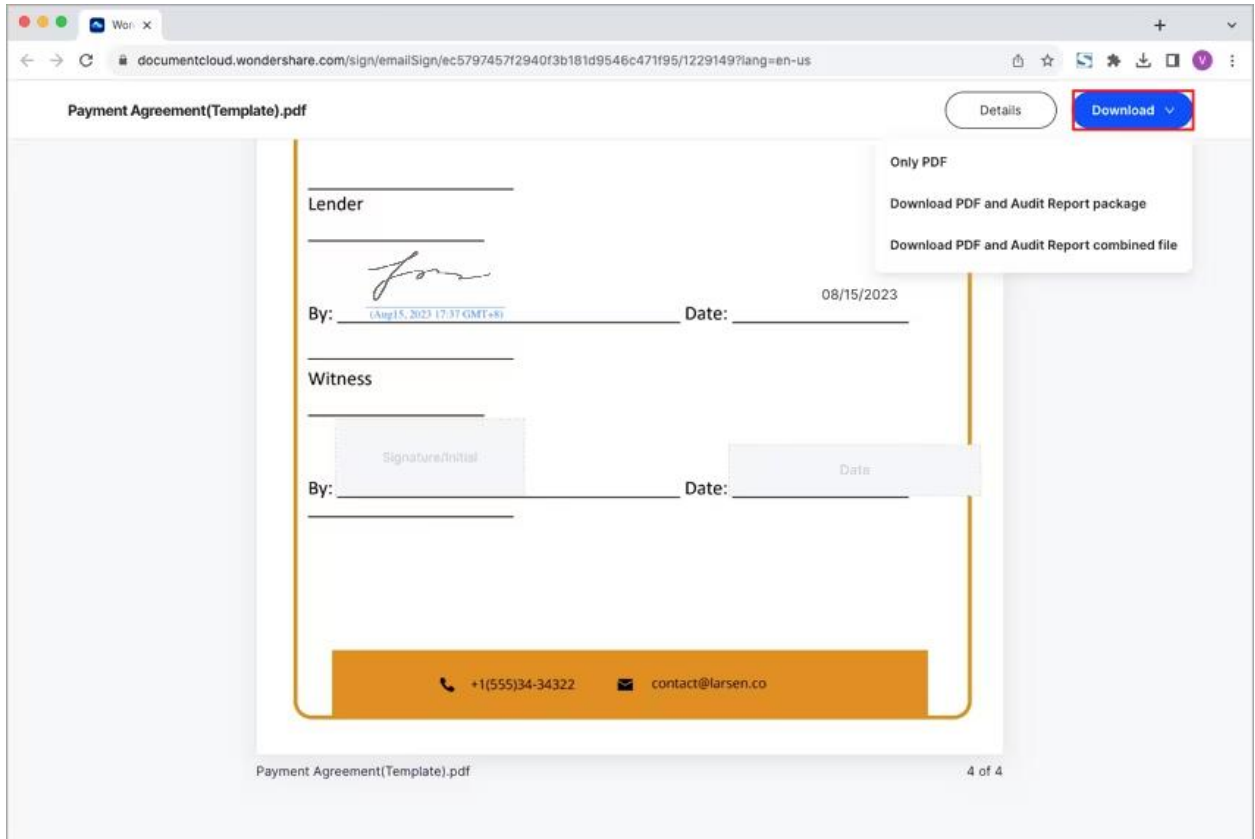 Wor
documentcloud.wondershare.com/sign/emailSign/ec5797457f2940f3b181d9546c471f95/1229149?lang=en-us
V
Payment Agreement(Template).pdf
Details
Download
Only PDF
Download PDF and Audit Report package
Download PDF and Audit Report combined file
Lender
08/15/2023
By: (Aug15, 2023 17:37 GMT+8) Date:
Witness
Signature/Initial
Date
By: Date:
+1(555)34-34322 contact@larsen.co
Payment Agreement(Template).pdf 4 of 4